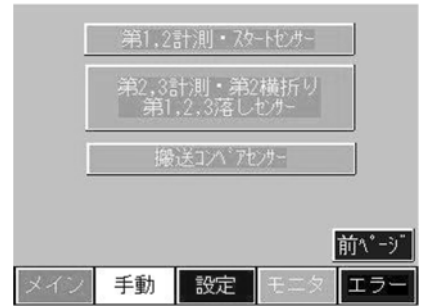 第1,2計測・ｽﾀｰﾄｾﾝｻｰ
第2,3計測・第2横折り
第1,2,3落しｾﾝｻｰ
搬送ｺﾝﾍﾞｱｾﾝｻｰ
前ﾍﾟｰｼﾞ
メイン 手動 設定 モニタ エラー